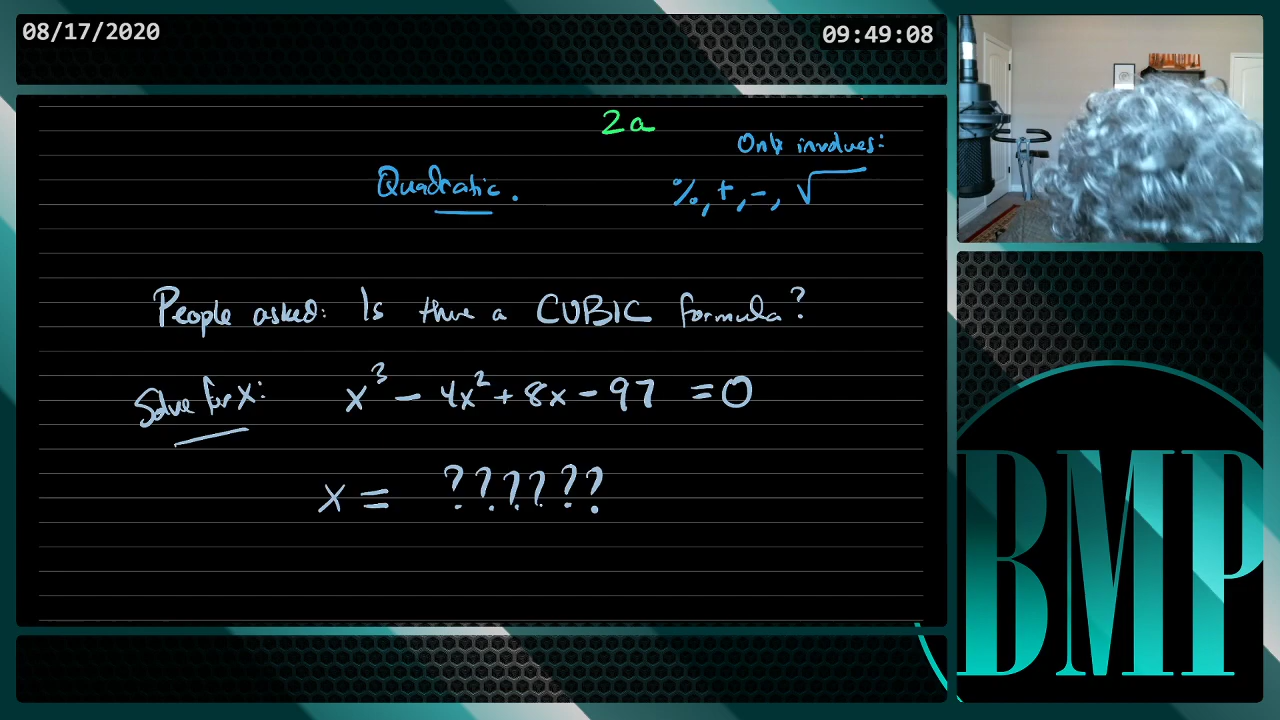 08/17/2020
09:49:08
2a
Only involves:
Quadratic.
%, +, -, √
People asked: Is there a CUBIC formula?
Solve for x: x³ - 4x² + 8x - 97 = 0
x = ??????
BMP